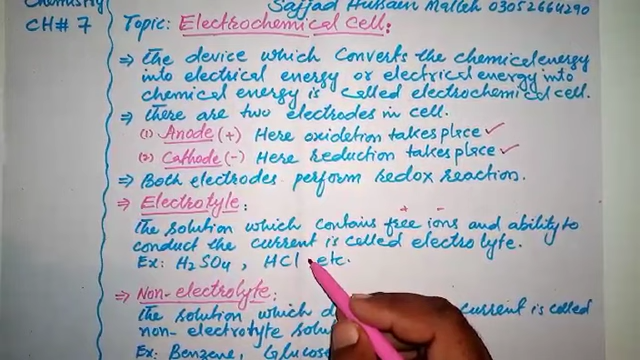 Chemistry Sajjad Hussain Malleh 03052664290
CH# 7 Topic: Electrochemical Cell:
⇒ The device which converts the chemical energy
into electrical energy or electrical energy into
chemical energy is called electrochemical cell.
⇒ There are two electrodes in cell.
(1) Anode (+) Here oxidetion takes place ✓
(2) Cathode (-) Here reduction takes place ✓
⇒ Both electrodes perform redox reaction.
⇒ Electrotyle:
+ -
The solution which contains free ions and ability to
conduct the current is called electrolyte.
Ex: H₂SO₄, HCl etc.
⇒ Non-electrolyte:
The solution, which current is called
non-electrolyte
Ex: Benzene, Glucose